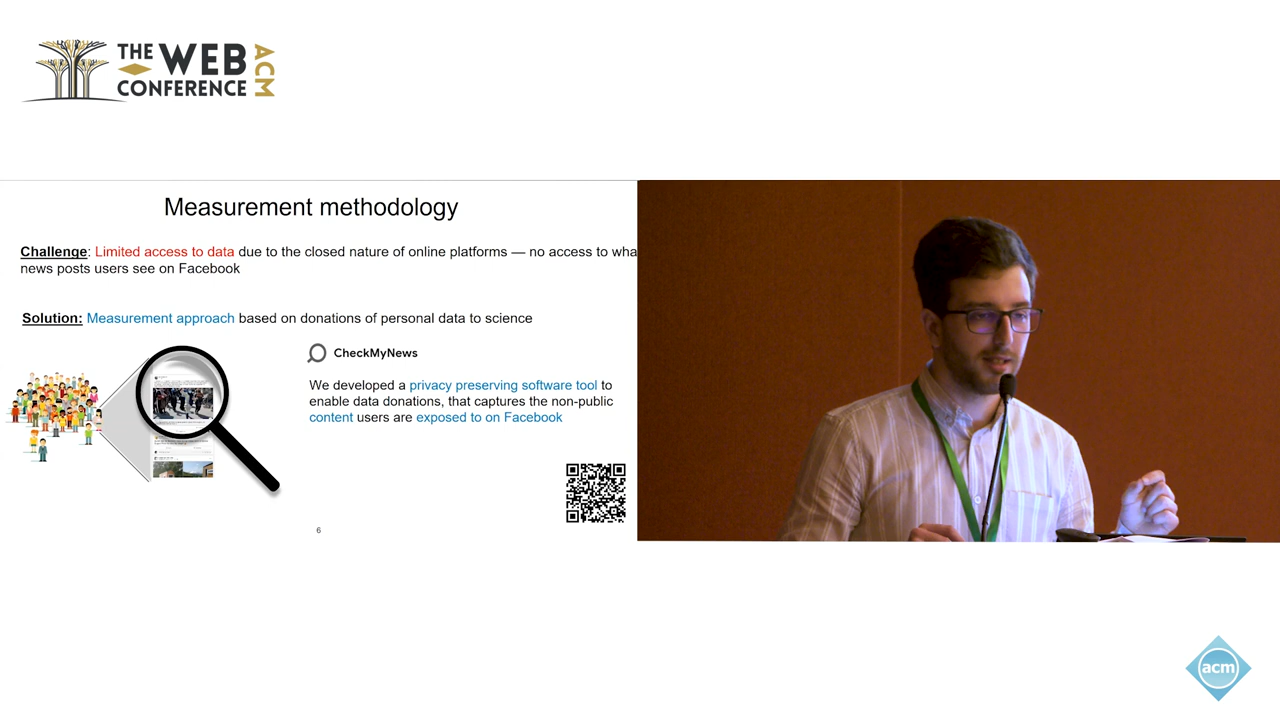 THE WEB
CONFERENCE
ACM
Measurement methodology
Challenge: Limited access to data due to the closed nature of online platforms — no access to wha
news posts users see on Facebook
Solution: Measurement approach based on donations of personal data to science
CheckMyNews
We developed a privacy preserving software tool to
enable data donations, that captures the non-public
content users are exposed to on Facebook
6
acm